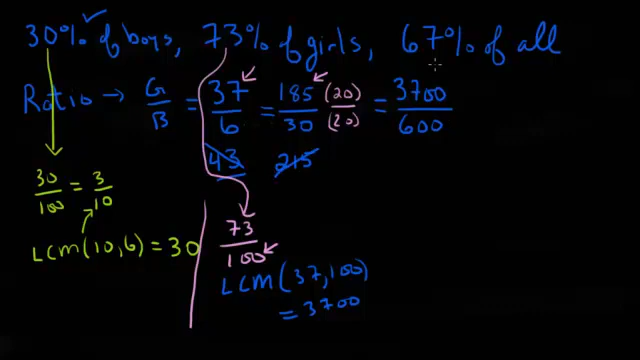 30% ✓ of boys, 73% of girls, 67% of all
Ratio → G/B = 37/6 = 185/30 (20)/(20) = 3700/600
43 215
30/100 = 3/10
LCM(10,6) = 30
73/100
LCM(37,100)
= 3700